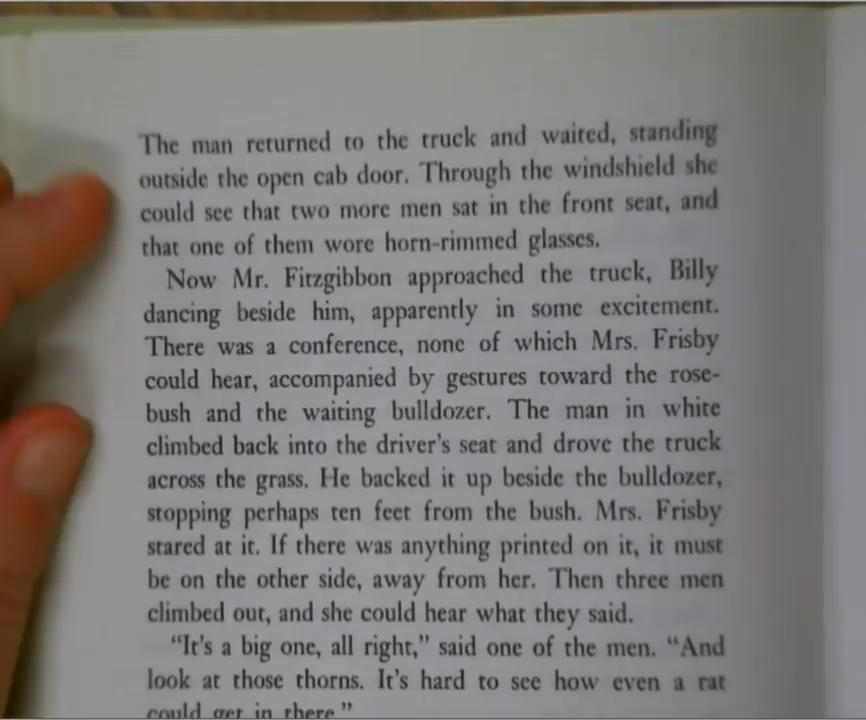 The man returned to the truck and waited, standing
outside the open cab door. Through the windshield she
could see that two more men sat in the front seat, and
that one of them wore horn-rimmed glasses.
Now Mr. Fitzgibbon approached the truck, Billy
dancing beside him, apparently in some excitement.
There was a conference, none of which Mrs. Frisby
could hear, accompanied by gestures toward the rose-
bush and the waiting bulldozer. The man in white
climbed back into the driver's seat and drove the truck
across the grass. He backed it up beside the bulldozer,
stopping perhaps ten feet from the bush. Mrs. Frisby
stared at it. If there was anything printed on it, it must
be on the other side, away from her. Then three men
climbed out, and she could hear what they said.
“It's a big one, all right,” said one of the men. “And
look at those thorns. It's hard to see how even a rat
could get in there.”